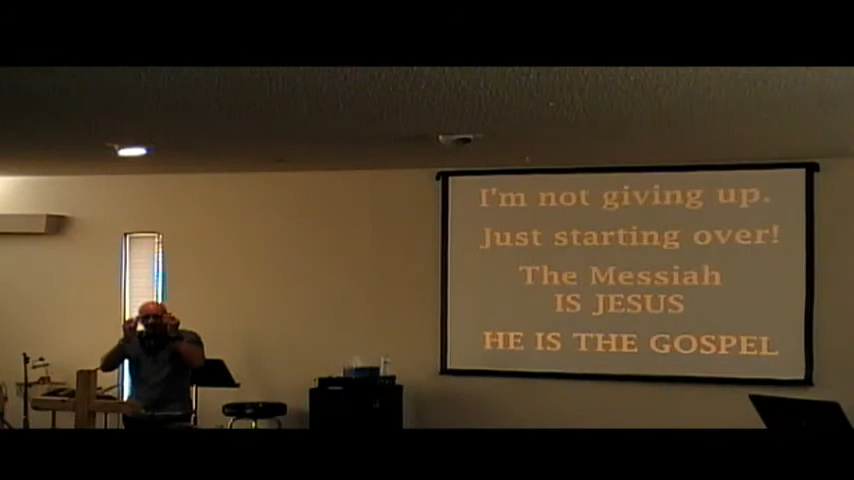 I'm not giving up.
Just starting over!
The Messiah
IS JESUS
HE IS THE GOSPEL